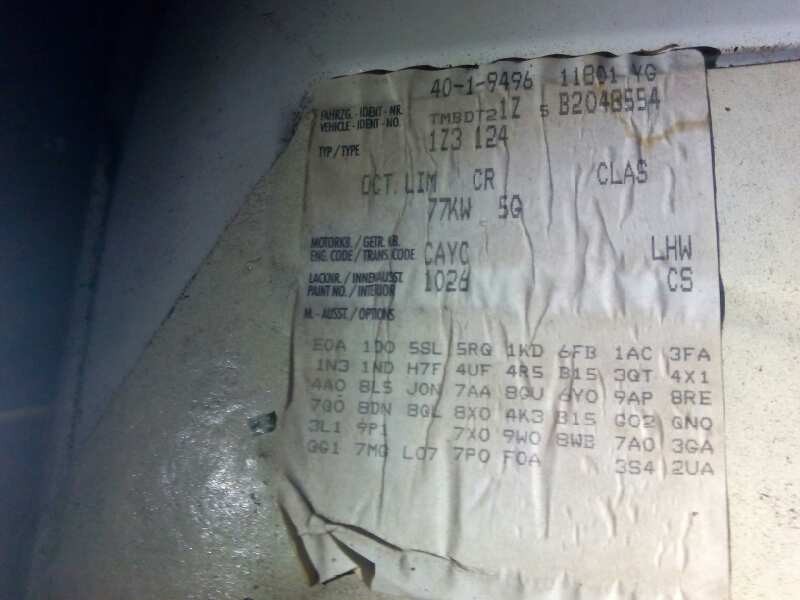 40-1-9496 11801 YG
FAHRZG.-IDENT-NR. TMBDT21Z 5 B2048554
VEHICLE-IDENT-NO.
TYP/TYPE 1Z3 124
OCT. LIM CR CLAS
77KW 5G
MOTORKB./GETR.KB.
ENG. CODE/TRANS. CODE CAYC LHW
LACKNR./INNENAUSST. 1026 CS
PAINT NO./INTERIOR
M.-AUSST./OPTIONS
E0A 1D0 5SL 5RQ 1KD 6FB 1AC 3FA
1N3 1ND H7F 4UF 4R5 B15 3QT 4X1
4A0 8L5 J0N 7AA 8GU 6Y0 9AP 8RE
7Q0 8DN 8GL 8X0 4K3 B15 G02 GN0
3L1 9P1 7X0 9W0 8WB 7A0 3GA
GG1 7MG L07 7P0 F0A 3S4 2UA